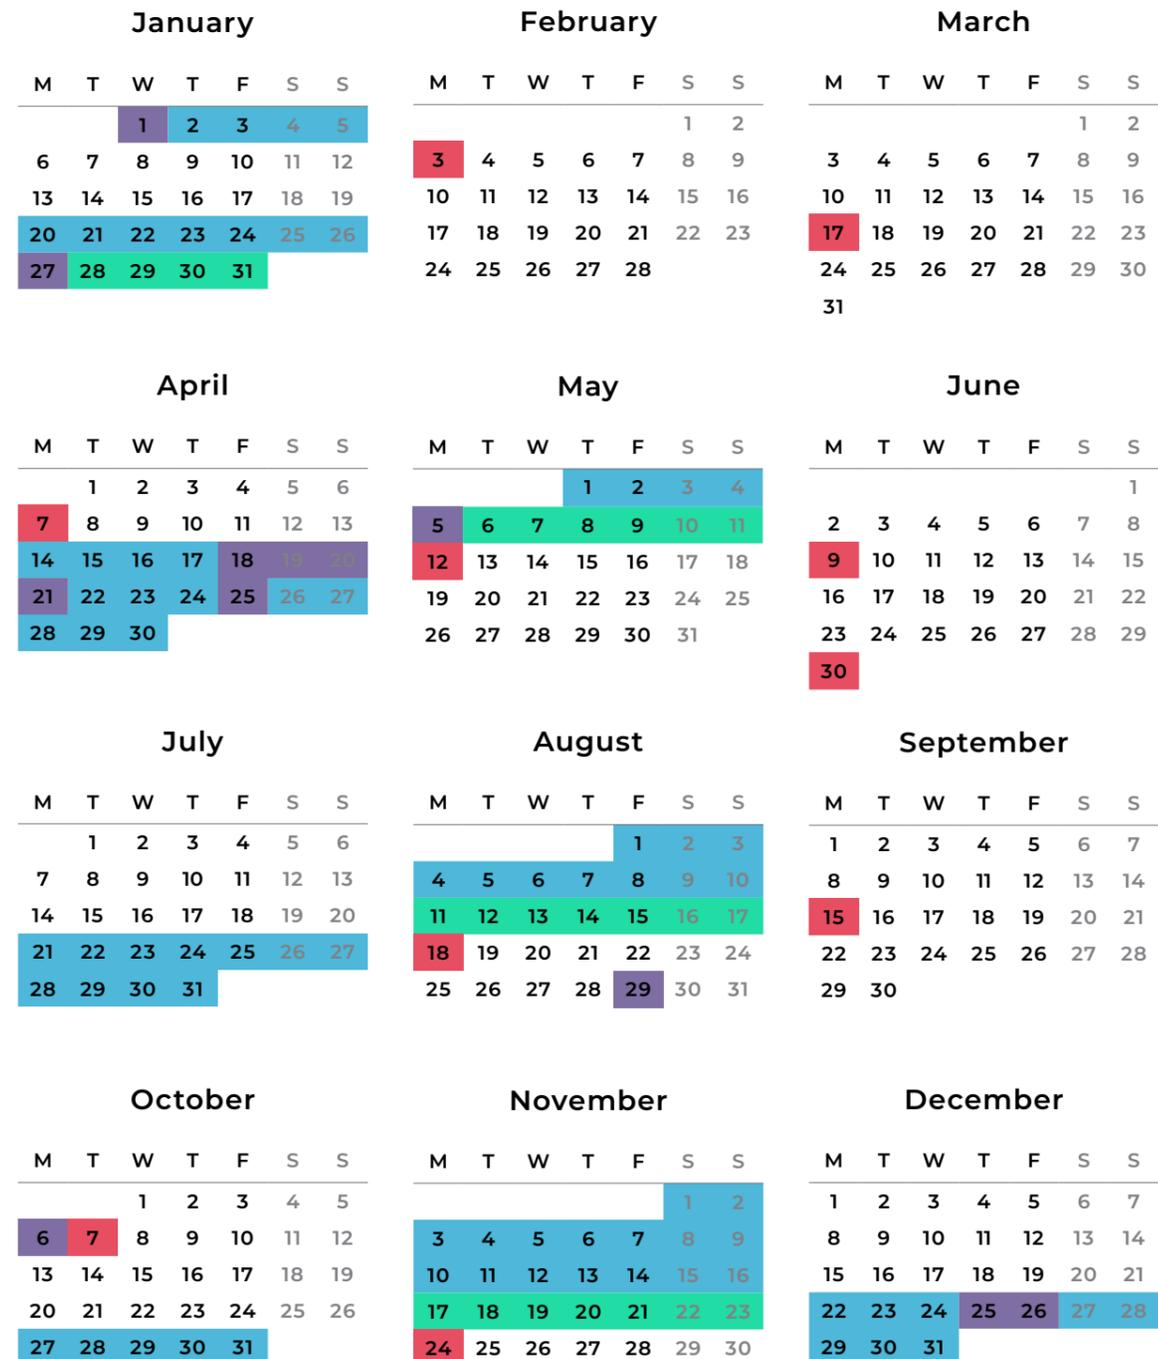 January
M T W T F S S
1 2 3 4 5
6 7 8 9 10 11 12
13 14 15 16 17 18 19
20 21 22 23 24 25 26
27 28 29 30 31
February
M T W T F S S
1 2
3 4 5 6 7 8 9
10 11 12 13 14 15 16
17 18 19 20 21 22 23
24 25 26 27 28
March
M T W T F S S
1 2
3 4 5 6 7 8 9
10 11 12 13 14 15 16
17 18 19 20 21 22 23
24 25 26 27 28 29 30
31
April
M T W T F S S
1 2 3 4 5 6
7 8 9 10 11 12 13
14 15 16 17 18 19 20
21 22 23 24 25 26 27
28 29 30
May
M T W T F S S
1 2 3 4
5 6 7 8 9 10 11
12 13 14 15 16 17 18
19 20 21 22 23 24 25
26 27 28 29 30 31
June
M T W T F S S
1
2 3 4 5 6 7 8
9 10 11 12 13 14 15
16 17 18 19 20 21 22
23 24 25 26 27 28 29
30
July
M T W T F S S
1 2 3 4 5 6
7 8 9 10 11 12 13
14 15 16 17 18 19 20
21 22 23 24 25 26 27
28 29 30 31
August
M T W T F S S
1 2 3
4 5 6 7 8 9 10
11 12 13 14 15 16 17
18 19 20 21 22 23 24
25 26 27 28 29 30 31
September
M T W T F S S
1 2 3 4 5 6 7
8 9 10 11 12 13 14
15 16 17 18 19 20 21
22 23 24 25 26 27 28
29 30
October
M T W T F S S
1 2 3 4 5
6 7 8 9 10 11 12
13 14 15 16 17 18 19
20 21 22 23 24 25 26
27 28 29 30 31
November
M T W T F S S
1 2
3 4 5 6 7 8 9
10 11 12 13 14 15 16
17 18 19 20 21 22 23
24 25 26 27 28 29 30
December
M T W T F S S
1 2 3 4 5 6 7
8 9 10 11 12 13 14
15 16 17 18 19 20 21
22 23 24 25 26 27 28
29 30 31